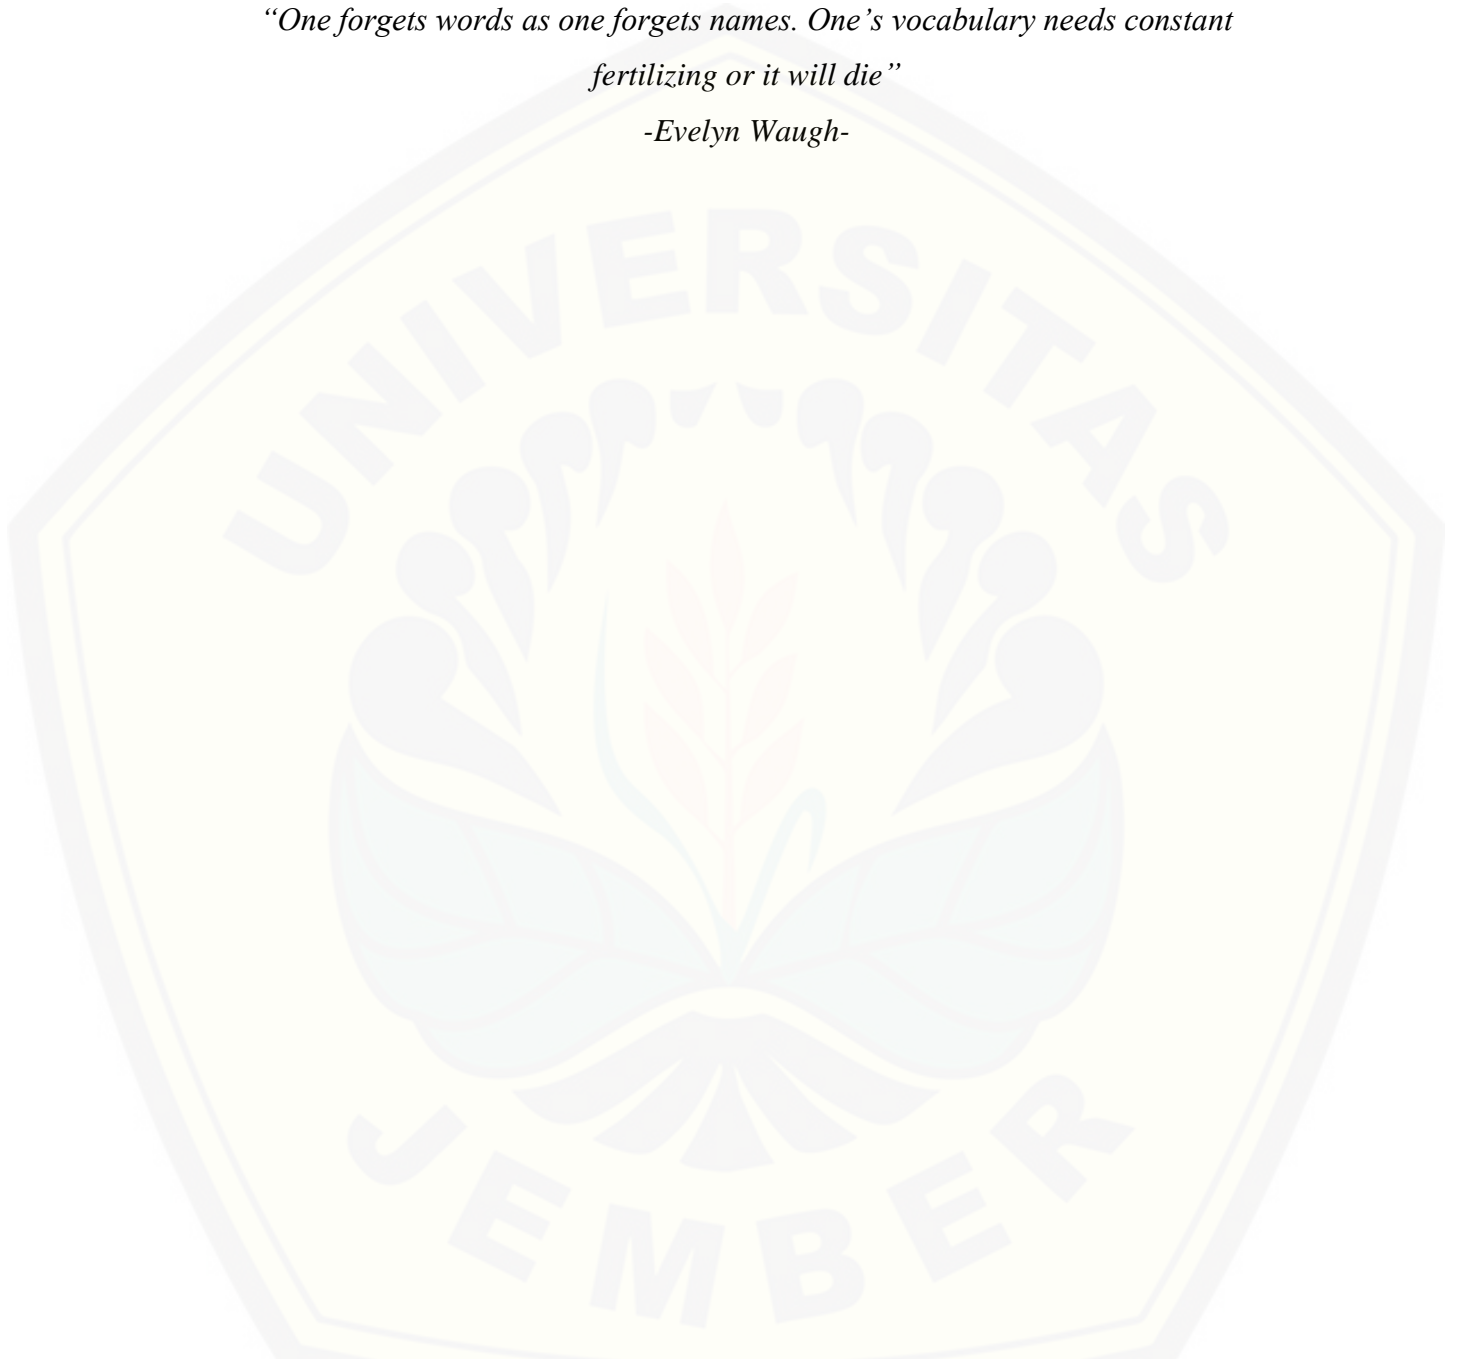 “One forgets words as one forgets names. One’s vocabulary needs constant
fertilizing or it will die”
-Evelyn Waugh-
UNIVERSITAS
JEMBER